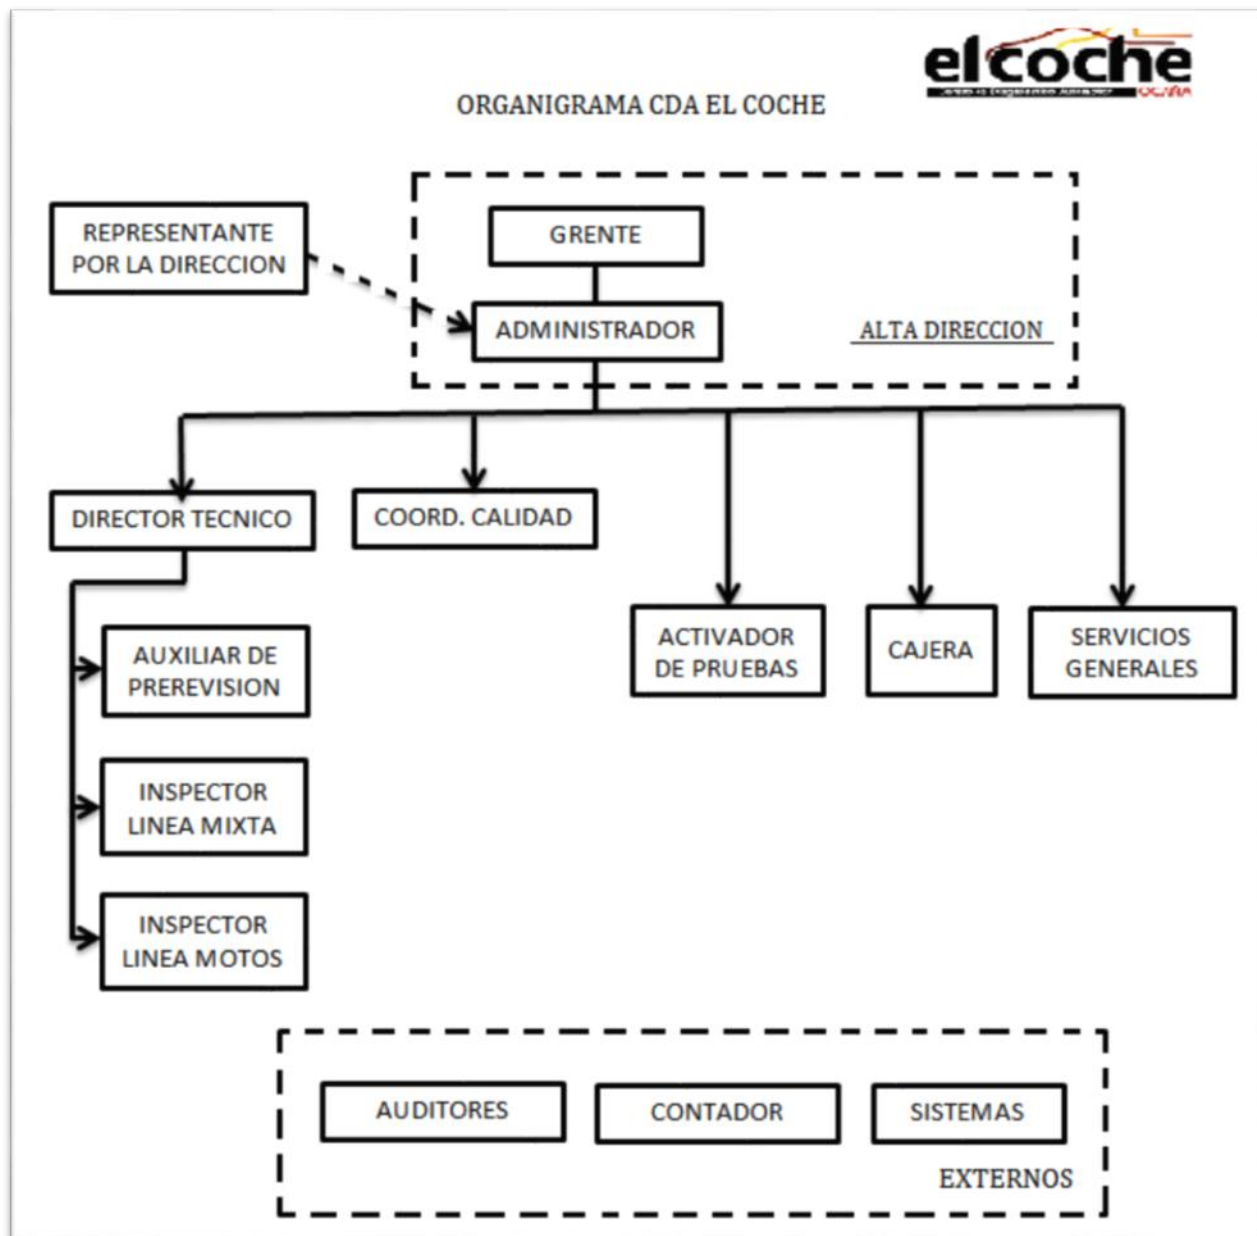 elcoche
OCAÑA
ORGANIGRAMA CDA EL COCHE
REPRESENTANTE
POR LA DIRECCION
GRENTE
ADMINISTRADOR
ALTA DIRECCION
DIRECTOR TECNICO
COORD. CALIDAD
ACTIVADOR
DE PRUEBAS
CAJERA
SERVICIOS
GENERALES
AUXILIAR DE
PREREVISION
INSPECTOR
LINEA MIXTA
INSPECTOR
LINEA MOTOS
AUDITORES
CONTADOR
SISTEMAS
EXTERNOS